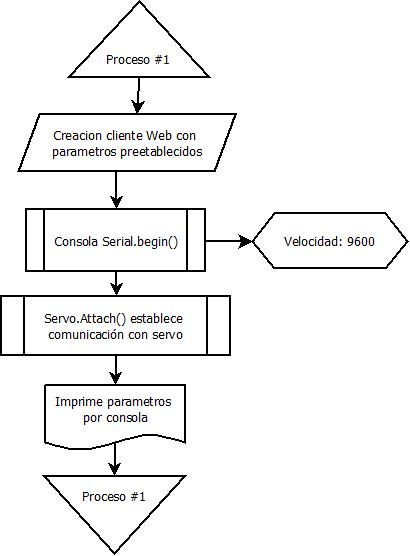 Proceso #1
Creacion cliente Web con
parametros preetablecidos
Consola Serial.begin()
Velocidad: 9600
Servo.Attach() establece
comunicación con servo
Imprime parametros
por consola
Proceso #1